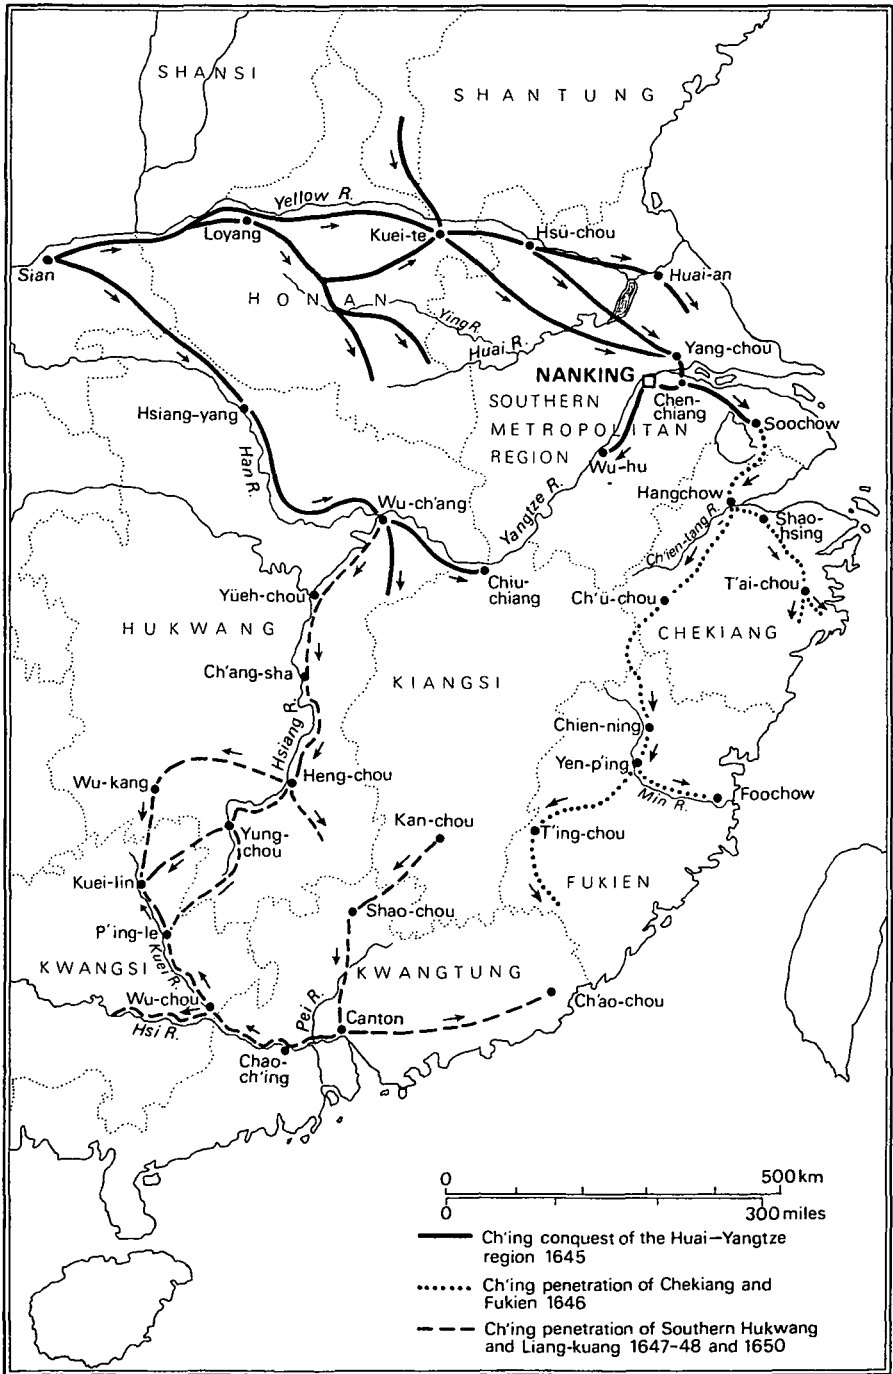 SHANSI
SHANTUNG
Yellow R.
Loyang
Kuei-te
Hsü-chou
Sian
Huai-an
HONAN
Ying R.
Huai R.
Yang-chou
NANKING
Chen-
chiang
Hsiang-yang
SOUTHERN
METROPOLITAN
REGION
Soochow
Wu-hu
Han R.
Yangtze R.
Wu-ch'ang
Hangchow
Shao-
hsing
Ch'ien-tang R.
Chiu-
chiang
Yüeh-chou
Ch'ü-chou
T'ai-chou
HUKWANG
CHEKIANG
Ch'ang-sha
KIANGSI
Hsiang R.
Chien-ning
Yen-p'ing
Wu-kang
Heng-chou
Min R.
Foochow
Yung-
chou
Kan-chou
T'ing-chou
Kuei-lin
FUKIEN
Shao-chou
P'ing-le
Kuei R.
KWANGSI
KWANGTUNG
Wu-chou
Pei R.
Ch'ao-chou
Hsi R.
Canton
Chao-
ch'ing
0 500 km
0 300 miles
Ch'ing conquest of the Huai–Yangtze
region 1645
Ch'ing penetration of Chekiang and
Fukien 1646
Ch'ing penetration of Southern Hukwang
and Liang-kuang 1647-48 and 1650